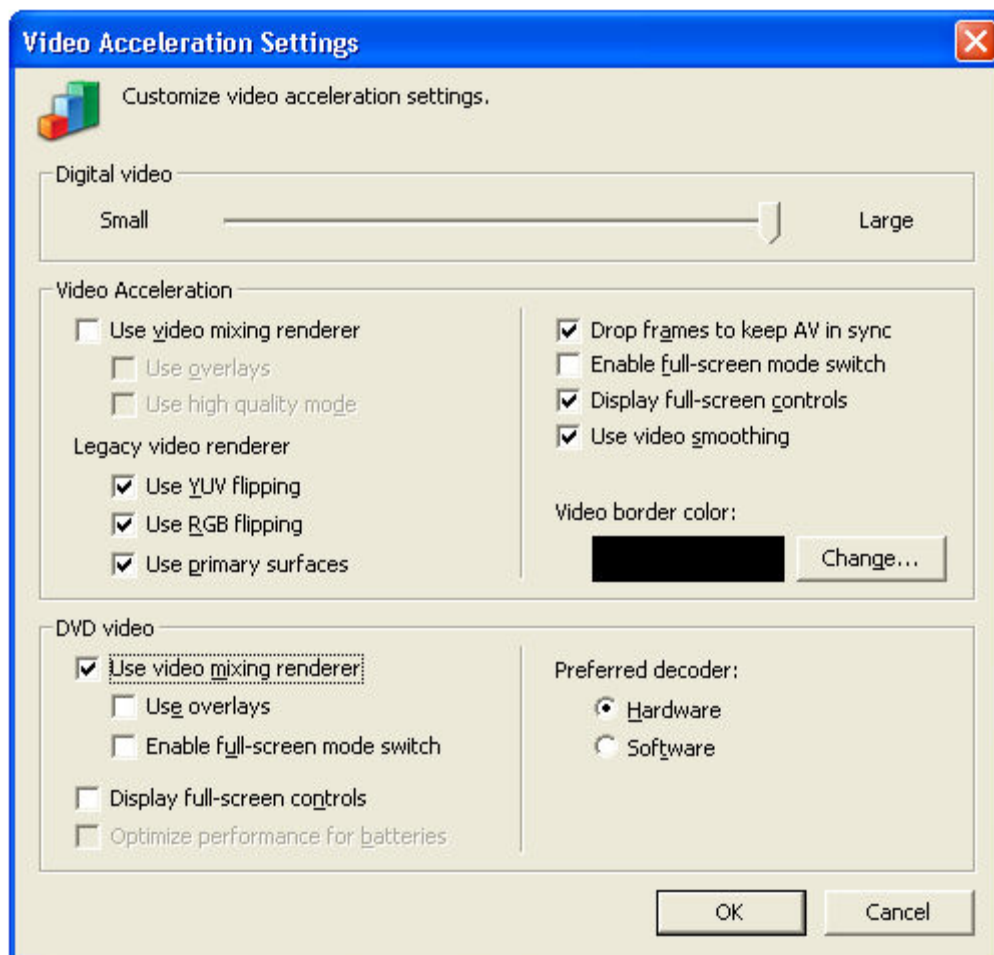 Video Acceleration Settings
Customize video acceleration settings.
Digital video
Small
Large
Video Acceleration
Use video mixing renderer
Use overlays
Use high quality mode
Legacy video renderer
Use YUV flipping
Use RGB flipping
Use primary surfaces
Drop frames to keep AV in sync
Enable full-screen mode switch
Display full-screen controls
Use video smoothing
Video border color:
Change...
DVD video
Use video mixing renderer
Use overlays
Enable full-screen mode switch
Display full-screen controls
Optimize performance for batteries
Preferred decoder:
Hardware
Software
OK
Cancel